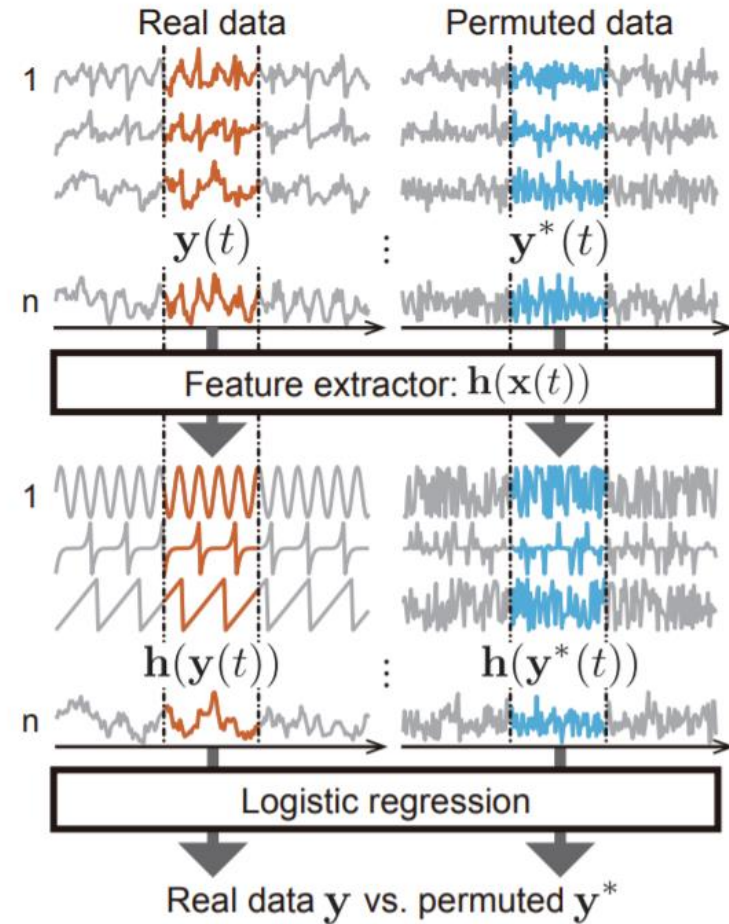 Real data Permuted data
1
y(t) ⋮ y*(t)
n
Feature extractor: h(x(t))
1
h(y(t)) ⋮ h(y*(t))
n
Logistic regression
Real data y vs. permuted y*